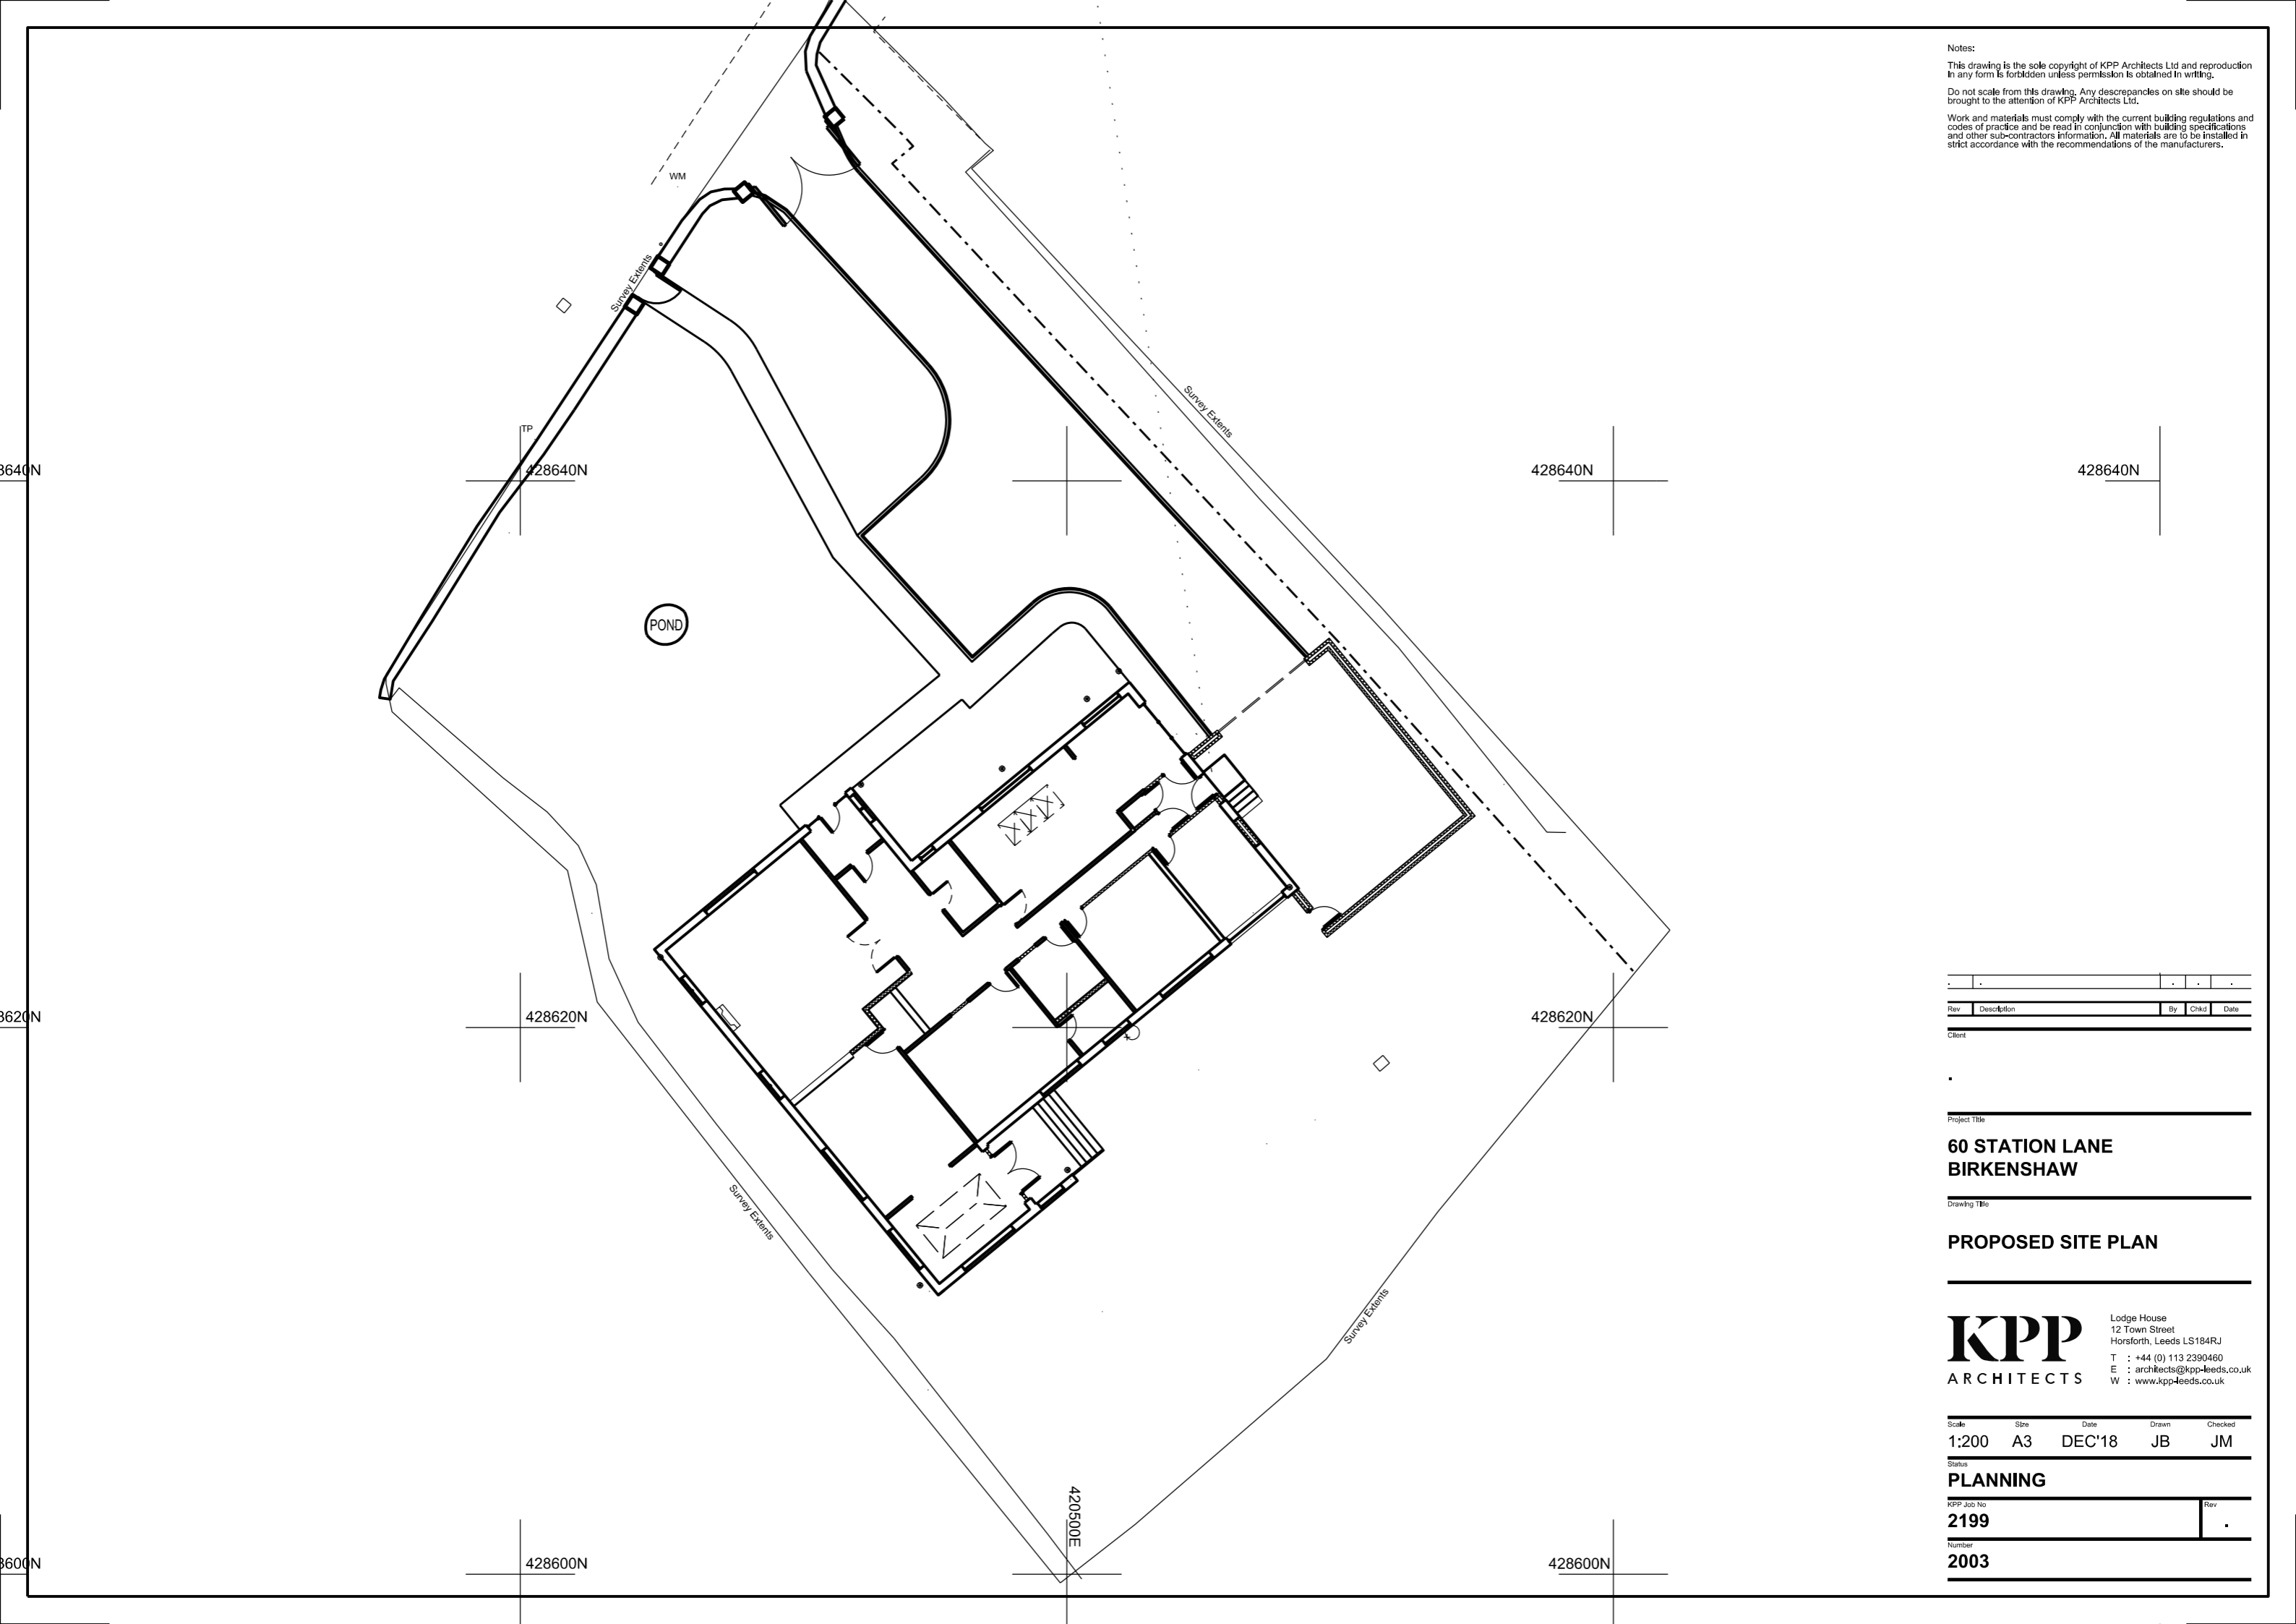 Notes:
This drawing is the sole copyright of KPP Architects Ltd and reproduction
in any form is forbidden unless permission is obtained in writing.
Do not scale from this drawing. Any descrepancies on site should be
brought to the attention of KPP Architects Ltd.
Work and materials must comply with the current building regulations and
codes of practice and be read in conjunction with building specifications
and other sub-contractors information. All materials are to be installed in
strict accordance with the recommendations of the manufacturers.
WM
Survey Extents
Survey Extents
TP
8640N
428640N
428640N
428640N
POND
8620N
428620N
428620N
Survey Extents
Survey Extents
420500E
8600N
428600N
428600N
Rev Description By Chkd Date
Client
.
Project Title
60 STATION LANE
BIRKENSHAW
Drawing Title
PROPOSED SITE PLAN
KPP
ARCHITECTS
Lodge House
12 Town Street
Horsforth, Leeds LS184RJ
T : +44 (0) 113 2390460
E : architects@kpp-leeds.co.uk
W : www.kpp-leeds.co.uk
Scale Size Date Drawn Checked
1:200 A3 DEC'18 JB JM
Status
PLANNING
KPP Job No Rev
2199 .
Number
2003